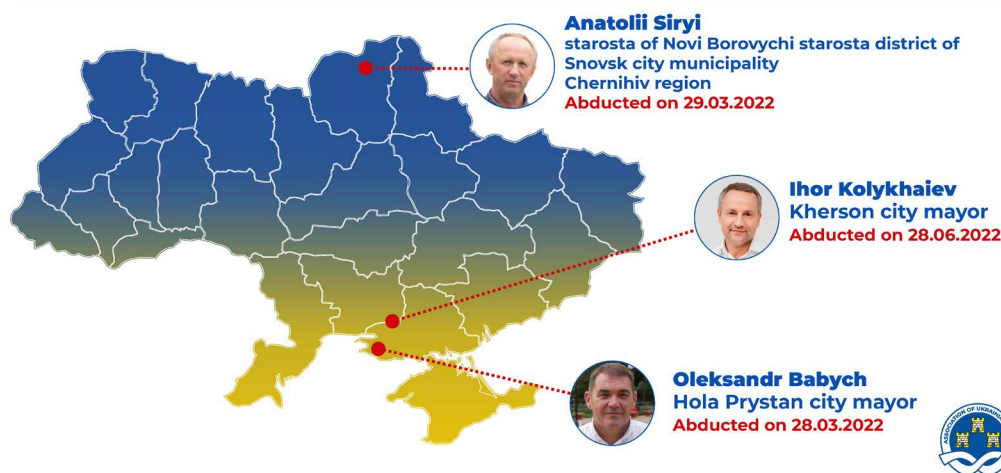 Anatolii Siryi
starosta of Novi Borovychi starosta district of
Snovsk city municipality
Chernihiv region
Abducted on 29.03.2022
Ihor Kolykhaiev
Kherson city mayor
Abducted on 28.06.2022
Oleksandr Babych
Hola Prystan city mayor
Abducted on 28.03.2022
ASSOCIATION OF